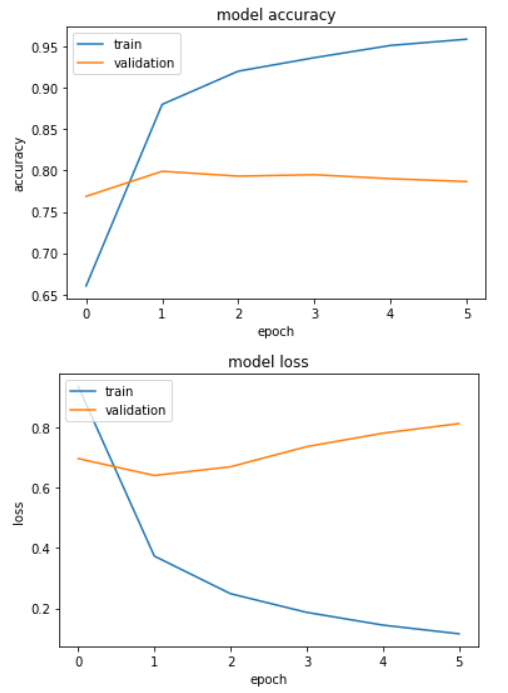 model accuracy
train
validation
0.95
0.90
0.85
0.80
0.75
0.70
0.65
accuracy
0 1 2 3 4 5
epoch
model loss
train
validation
0.8
0.6
0.4
0.2
loss
0 1 2 3 4 5
epoch